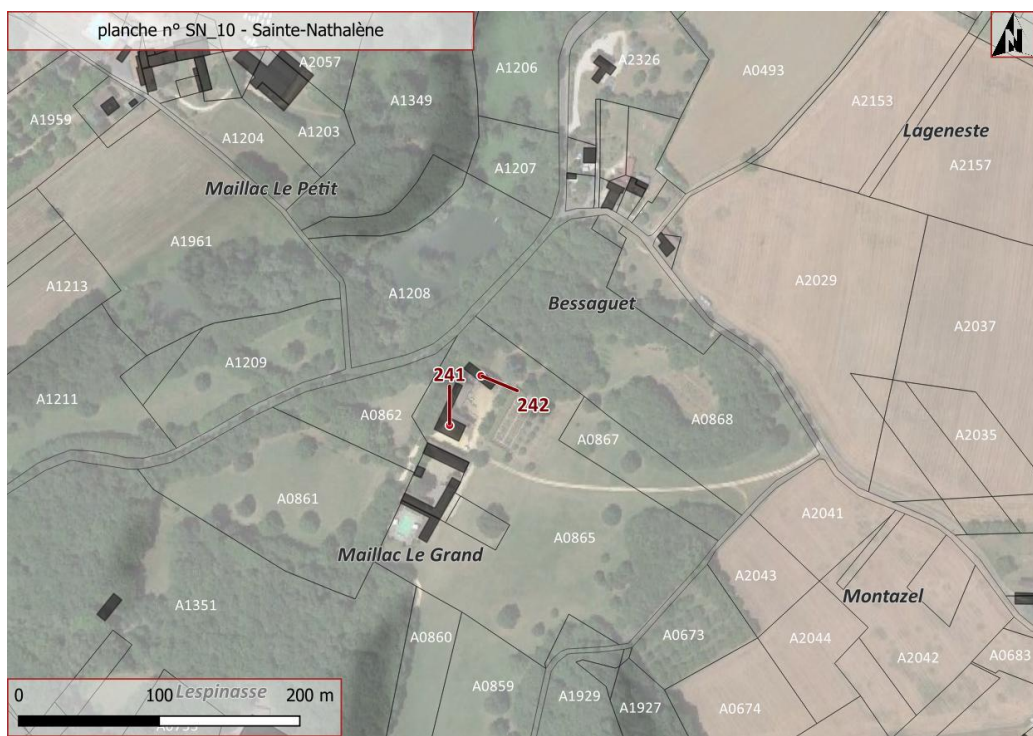 planche n° SN_10 - Sainte-Nathalène
N
A2057
A1206
A2326
A0493
A1349
A2153
A1959
A1204
A1203
Lageneste
A1207
A2157
Maillac Le Petit
A1961
A1213
A1208
A2029
Bessaguet
A2037
A1209
241
A1211
242
A0862
A0868
A0867
A2035
A0861
A2041
A0865
Maillac Le Grand
A2043
Montazel
A1351
A0860
A0673
A2044
A2042
A0683
A0859
A1929
A1927
A0674
0 100 200 m
Lespinasse